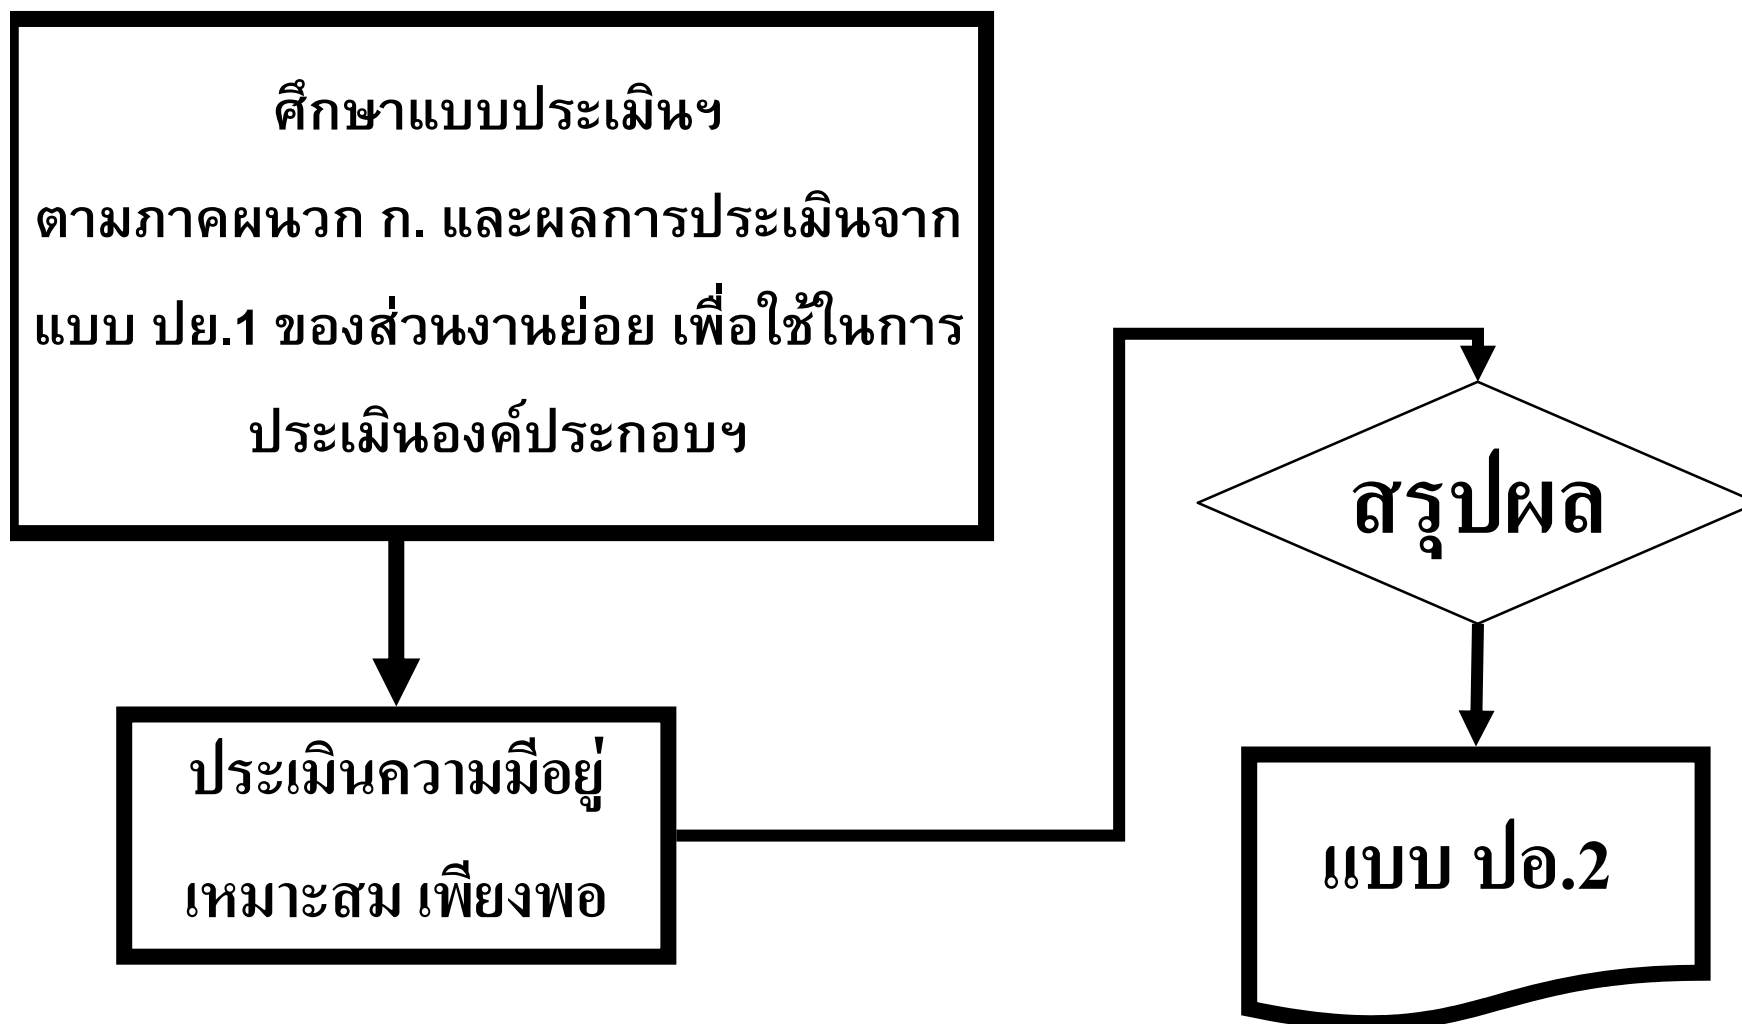 ศึกษาแบบประเมินฯ
ตามภาคผนวก ก. และผลการประเมินจาก
แบบ ปย.1 ของส่วนงานย่อย เพื่อใช้ในการ
ประเมินองค์ประกอบฯ
ประเมินความมีอยู่
เหมาะสม เพียงพอ
สรุปผล
แบบ ปอ.2